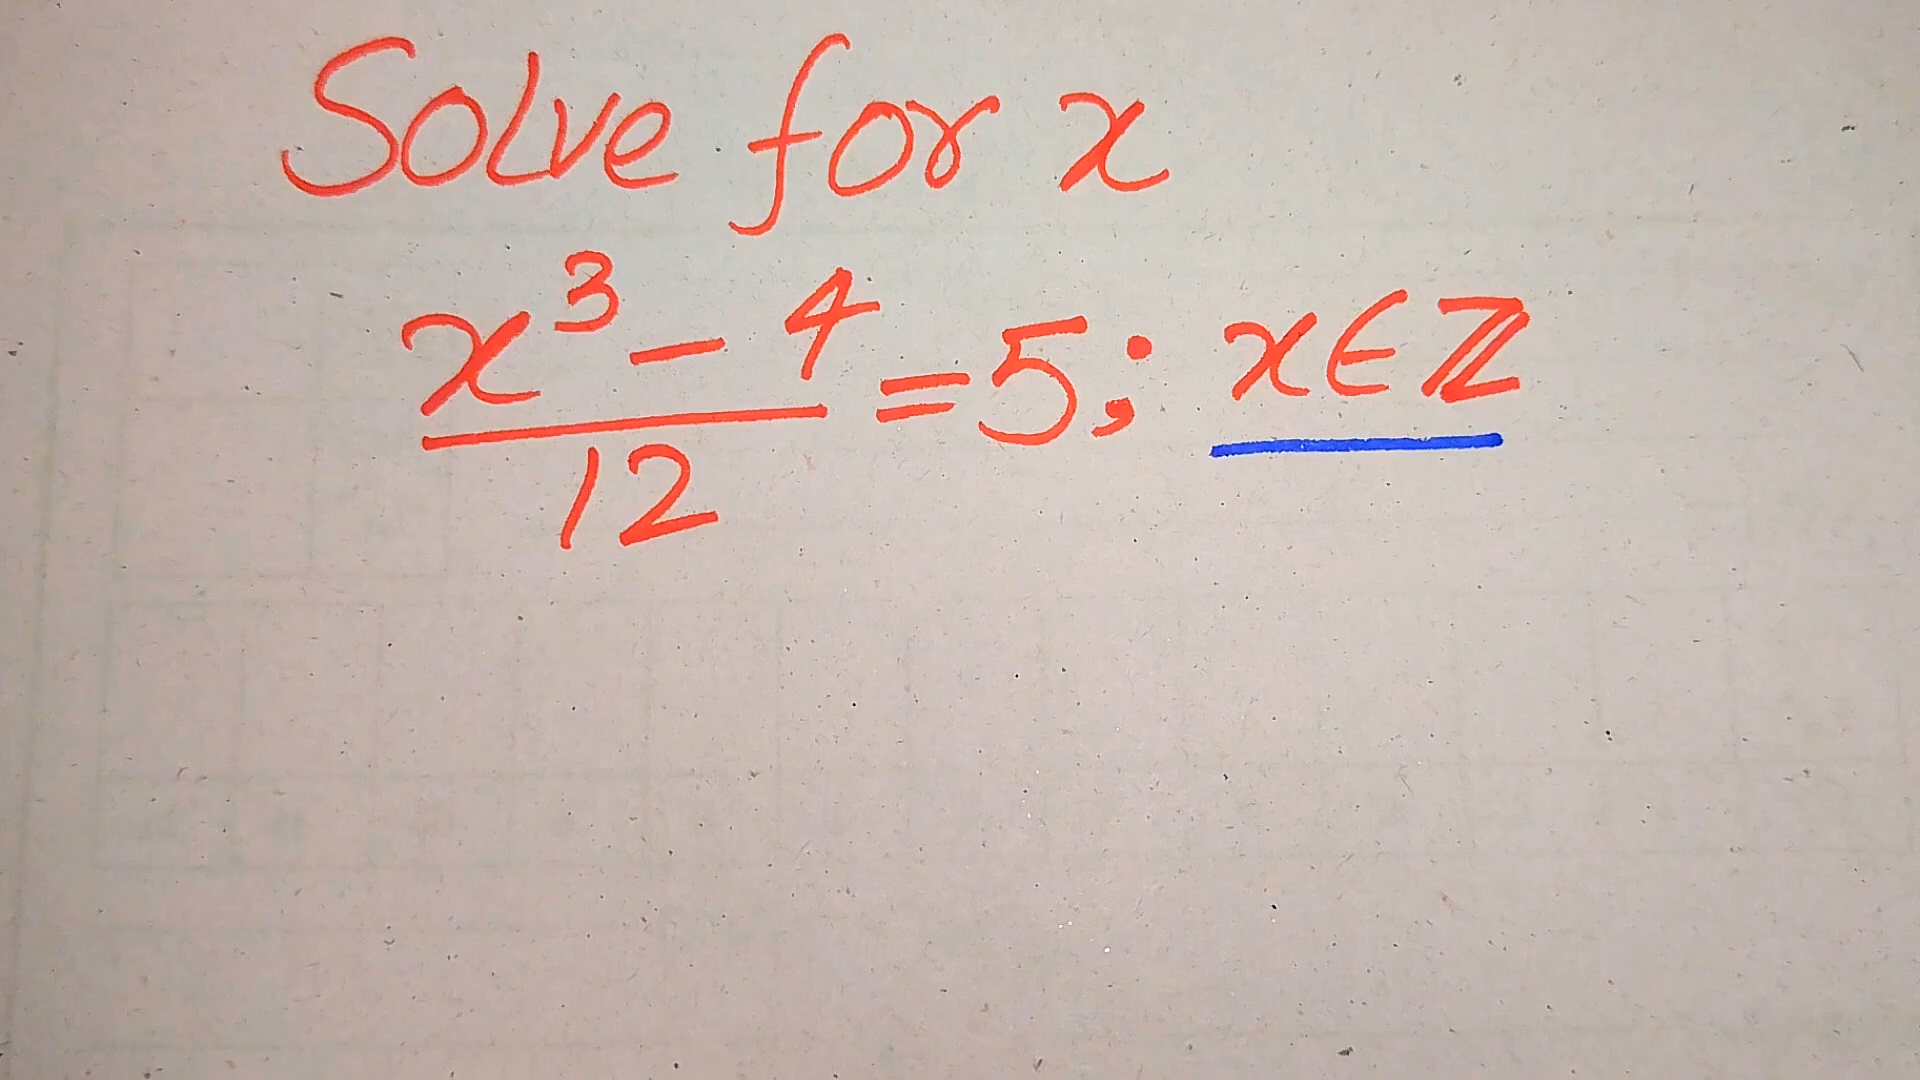 Solve for x
x³ - 4 / 12 = 5; x ∈ ℤ